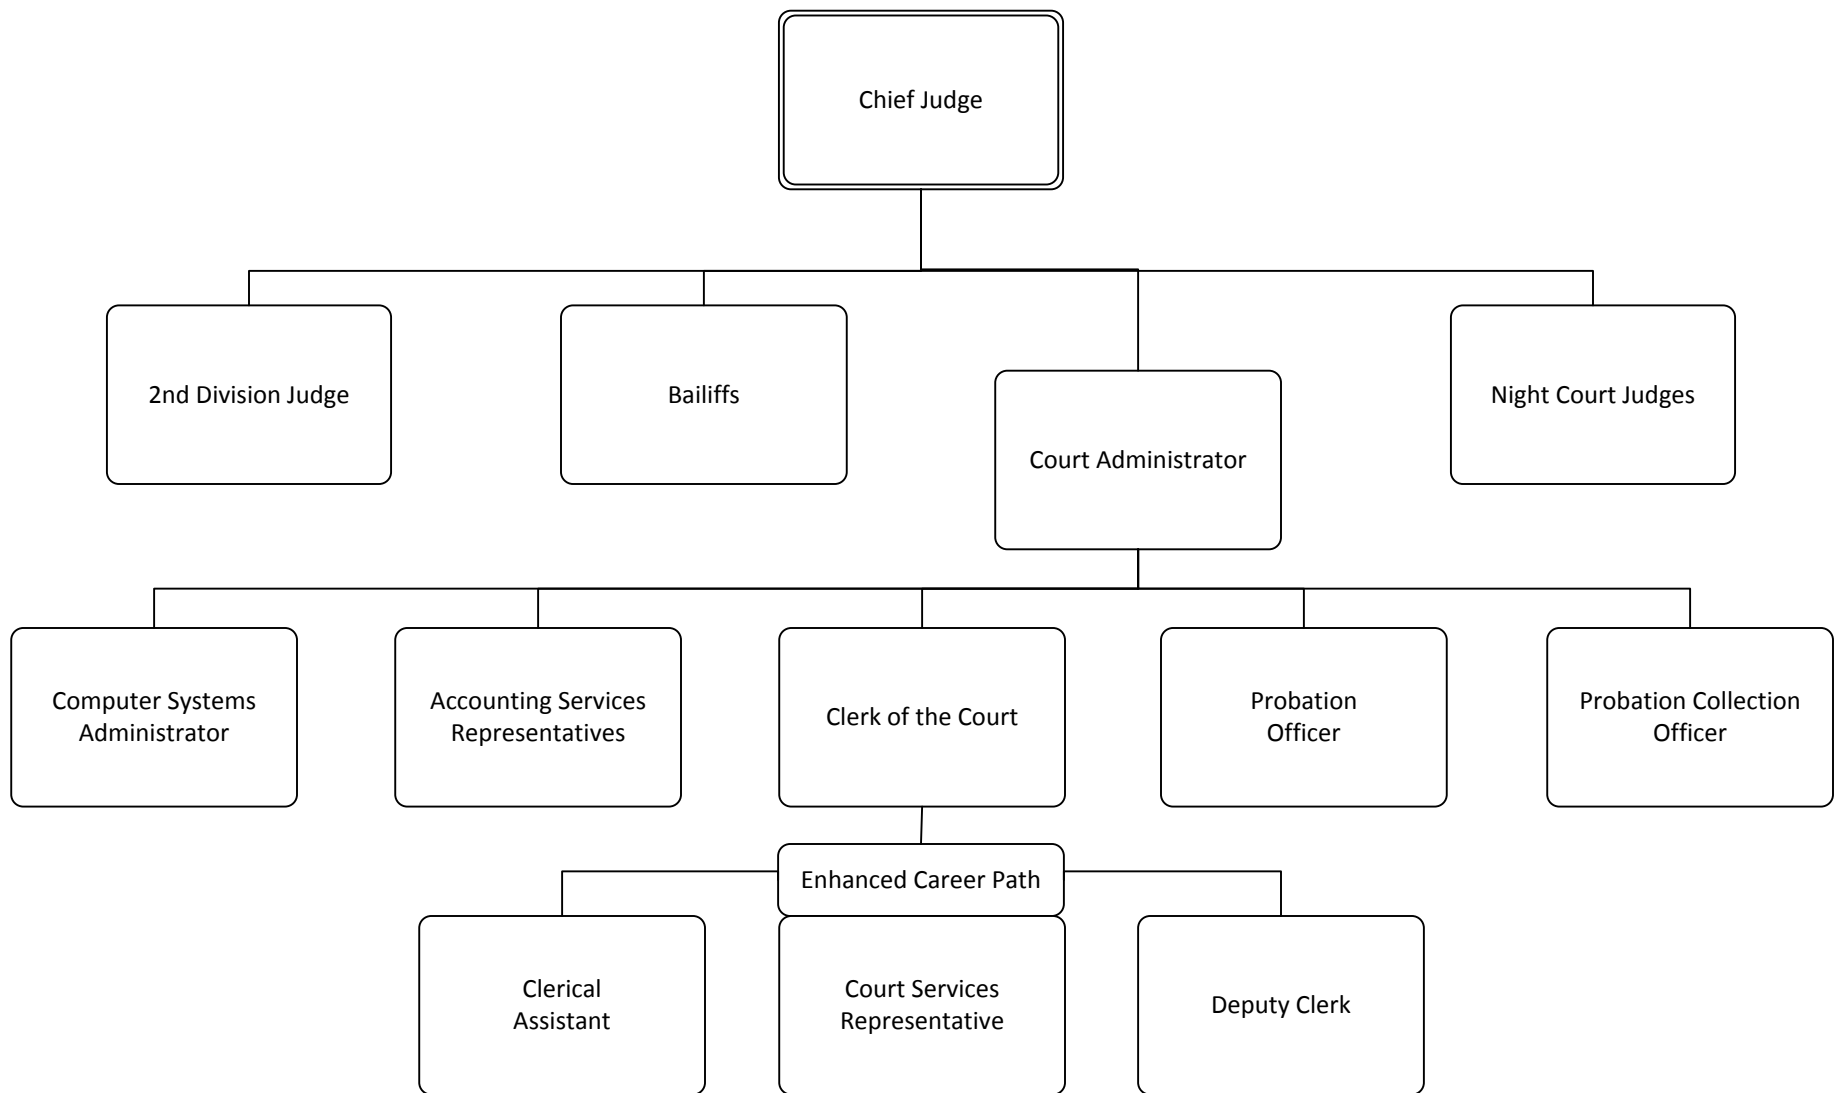 Chief Judge
2nd Division Judge
Bailiffs
Court Administrator
Night Court Judges
Computer Systems
Administrator
Accounting Services
Representatives
Clerk of the Court
Probation
Officer
Probation Collection
Officer
Enhanced Career Path
Clerical
Assistant
Court Services
Representative
Deputy Clerk